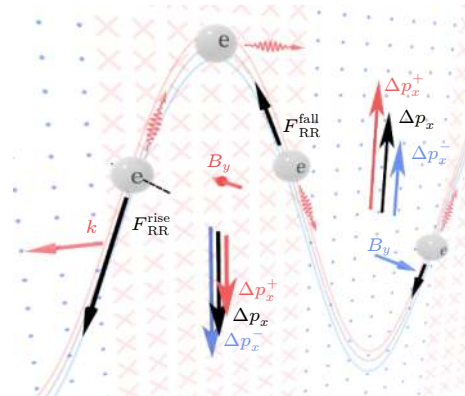 e
Δp_x^+
Δp_x
F_RR^fall
Δp_x^-
e
B_y
e
F_RR^rise
k
B_y
e
Δp_x^+
Δp_x
Δp_x^-